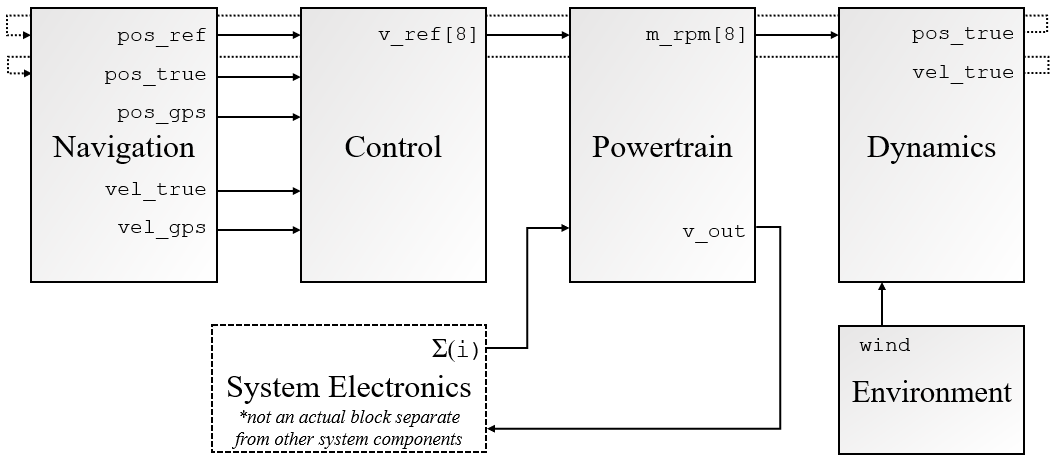 pos_ref
pos_true
pos_gps
Navigation
vel_true
vel_gps
v_ref[8]
Control
m_rpm[8]
Powertrain
v_out
pos_true
vel_true
Dynamics
Σ(i)
System Electronics
*not an actual block separate
from other system components
wind
Environment